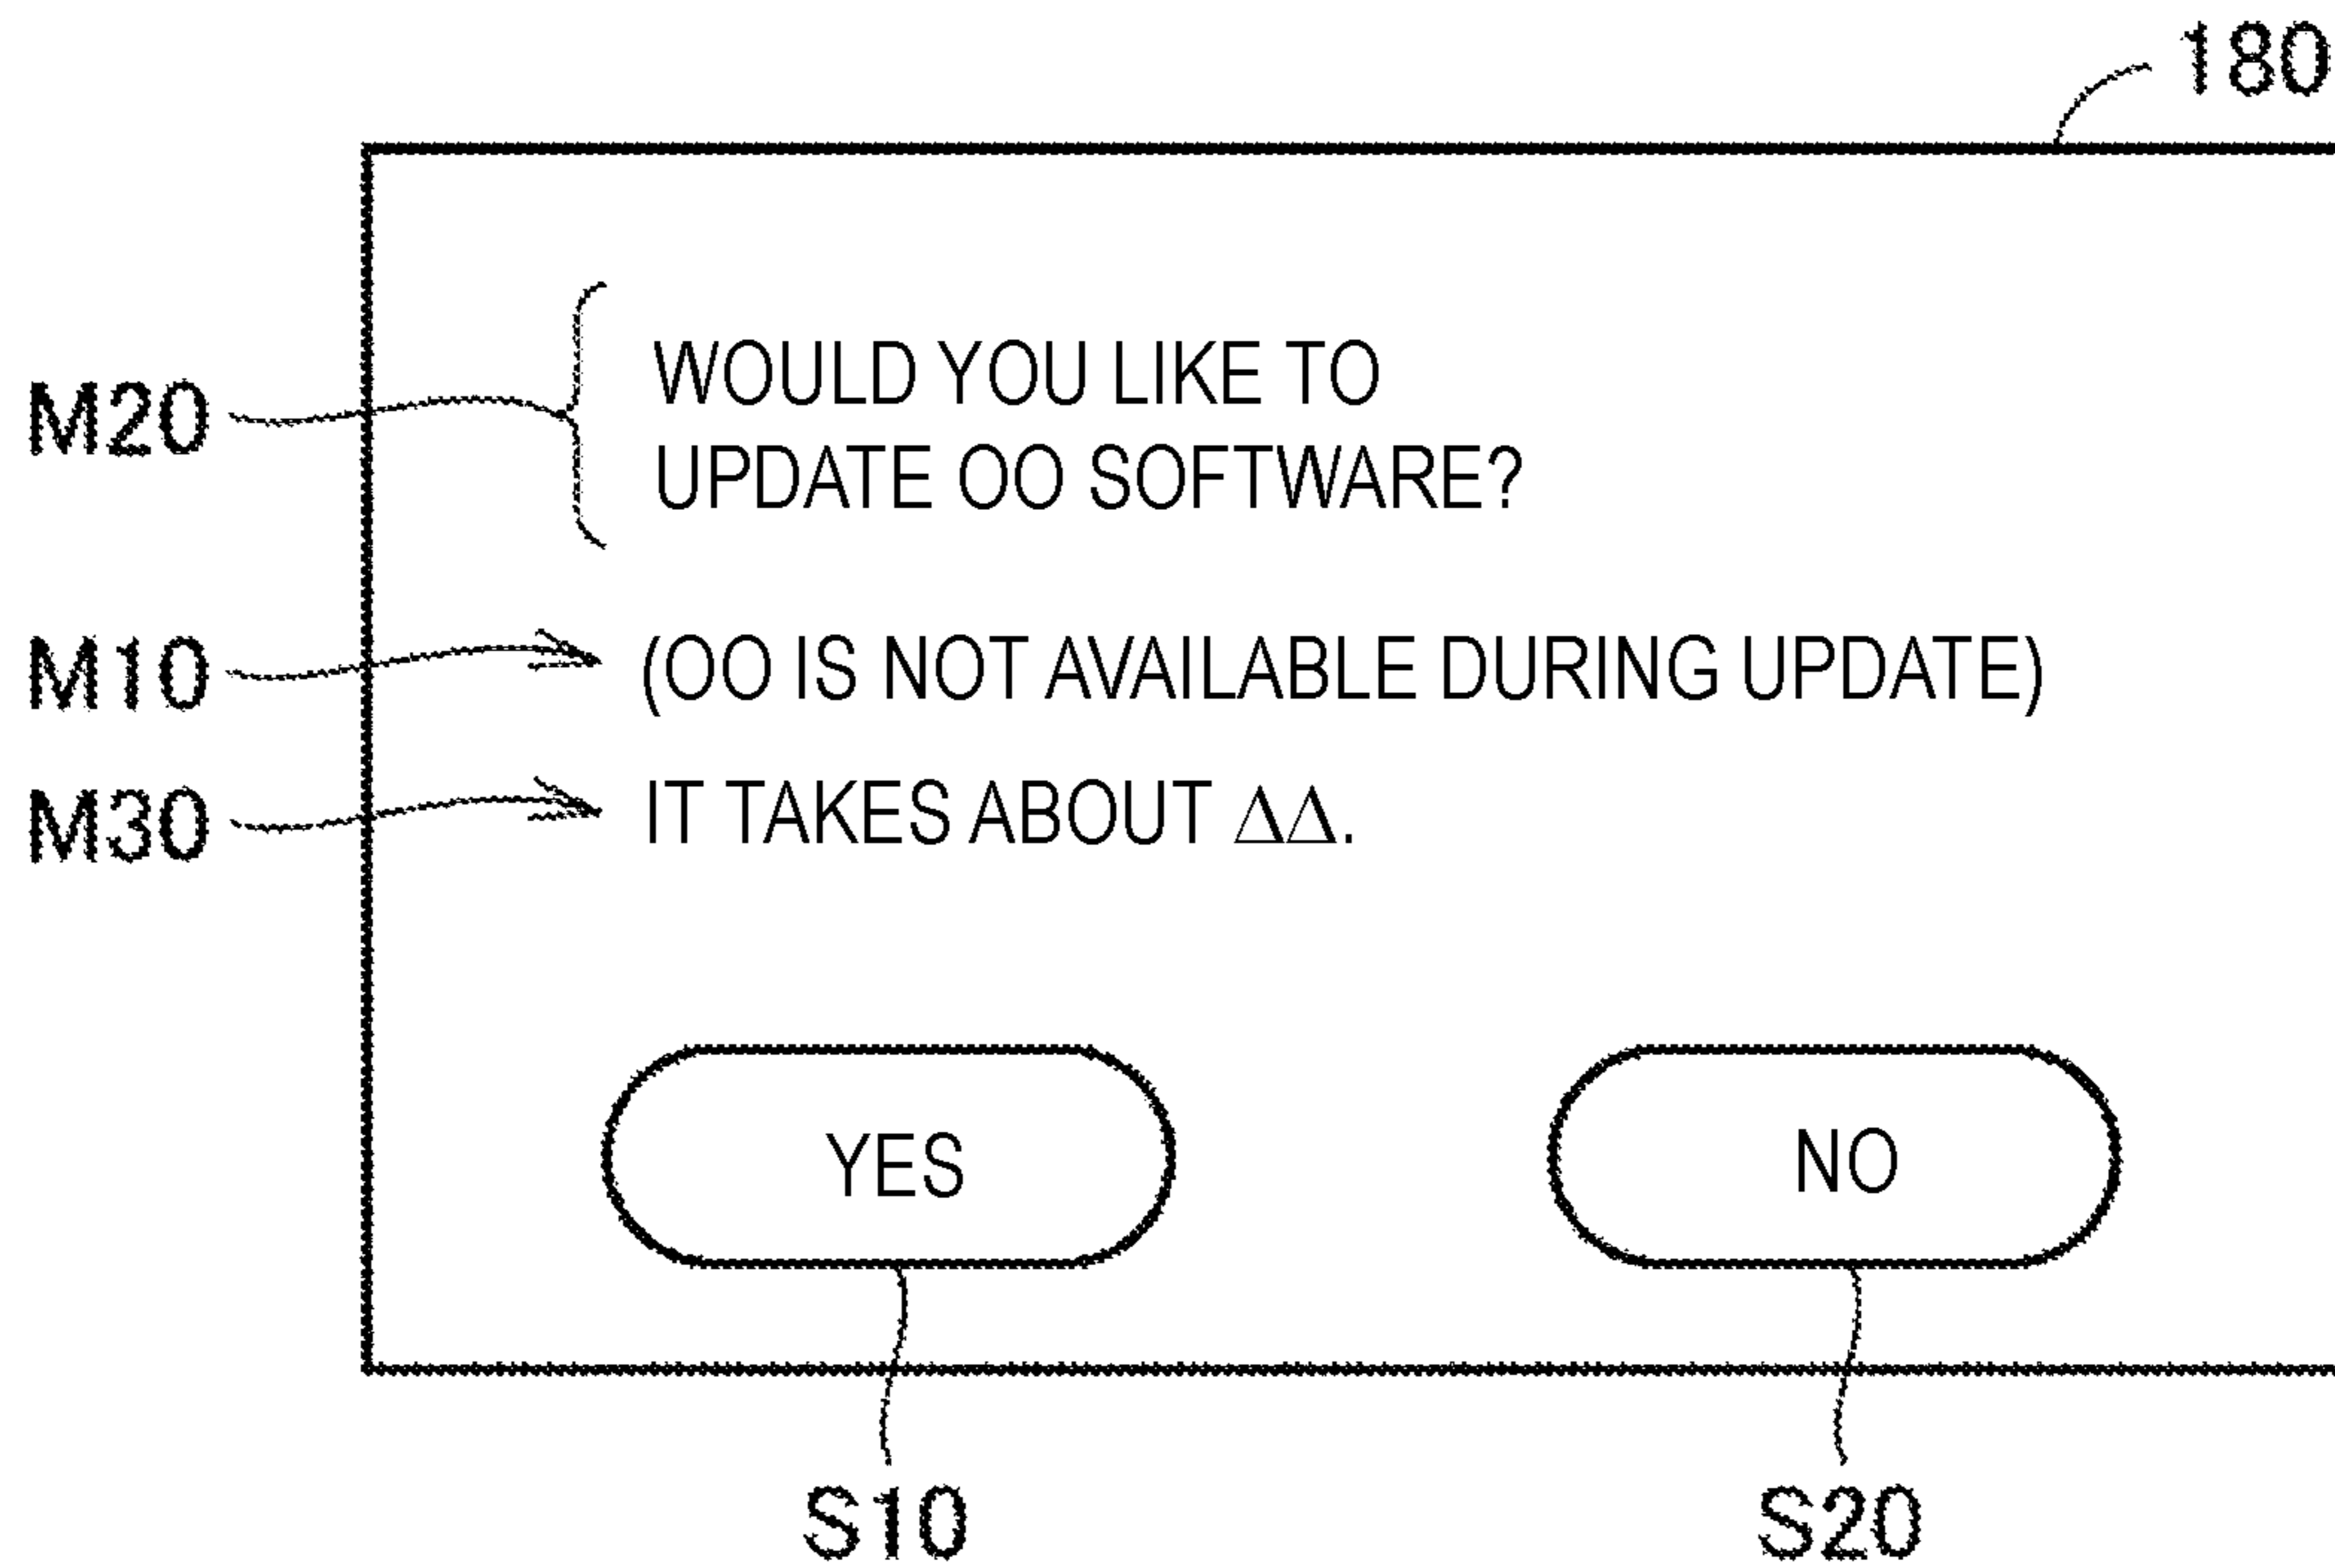 180
M20
WOULD YOU LIKE TO
UPDATE OO SOFTWARE?
M10
(OO IS NOT AVAILABLE DURING UPDATE)
M30
IT TAKES ABOUT ΔΔ.
YES
NO
S10
S20